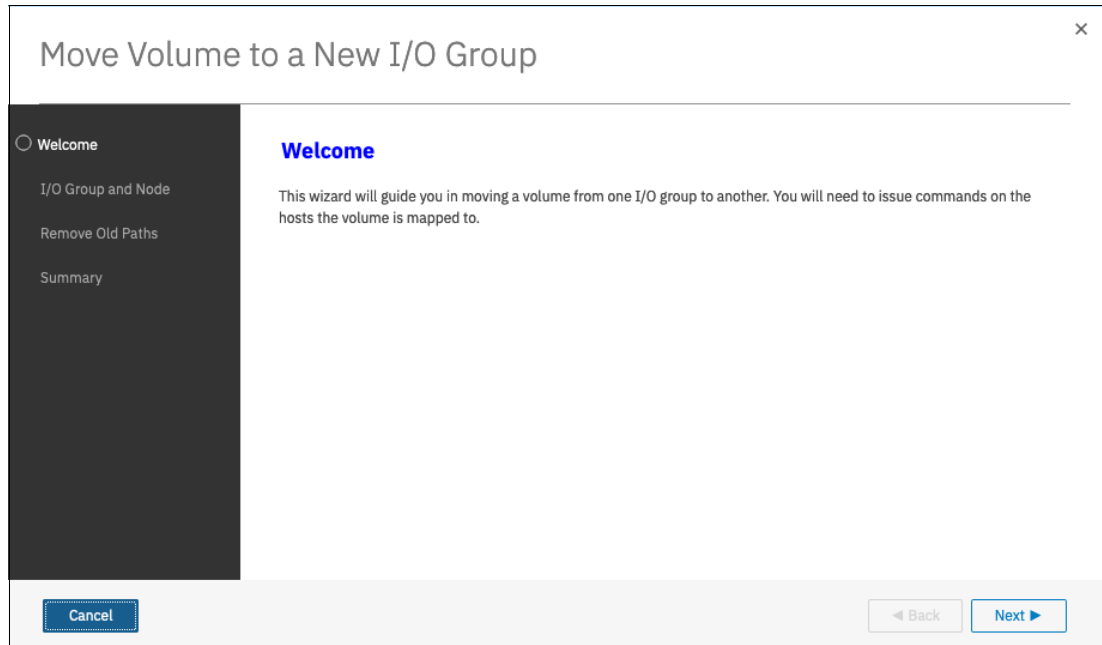 Move Volume to a New I/O Group
×
Welcome
I/O Group and Node
Remove Old Paths
Summary
Welcome
This wizard will guide you in moving a volume from one I/O group to another. You will need to issue commands on the
hosts the volume is mapped to.
Cancel
◄ Back
Next ►